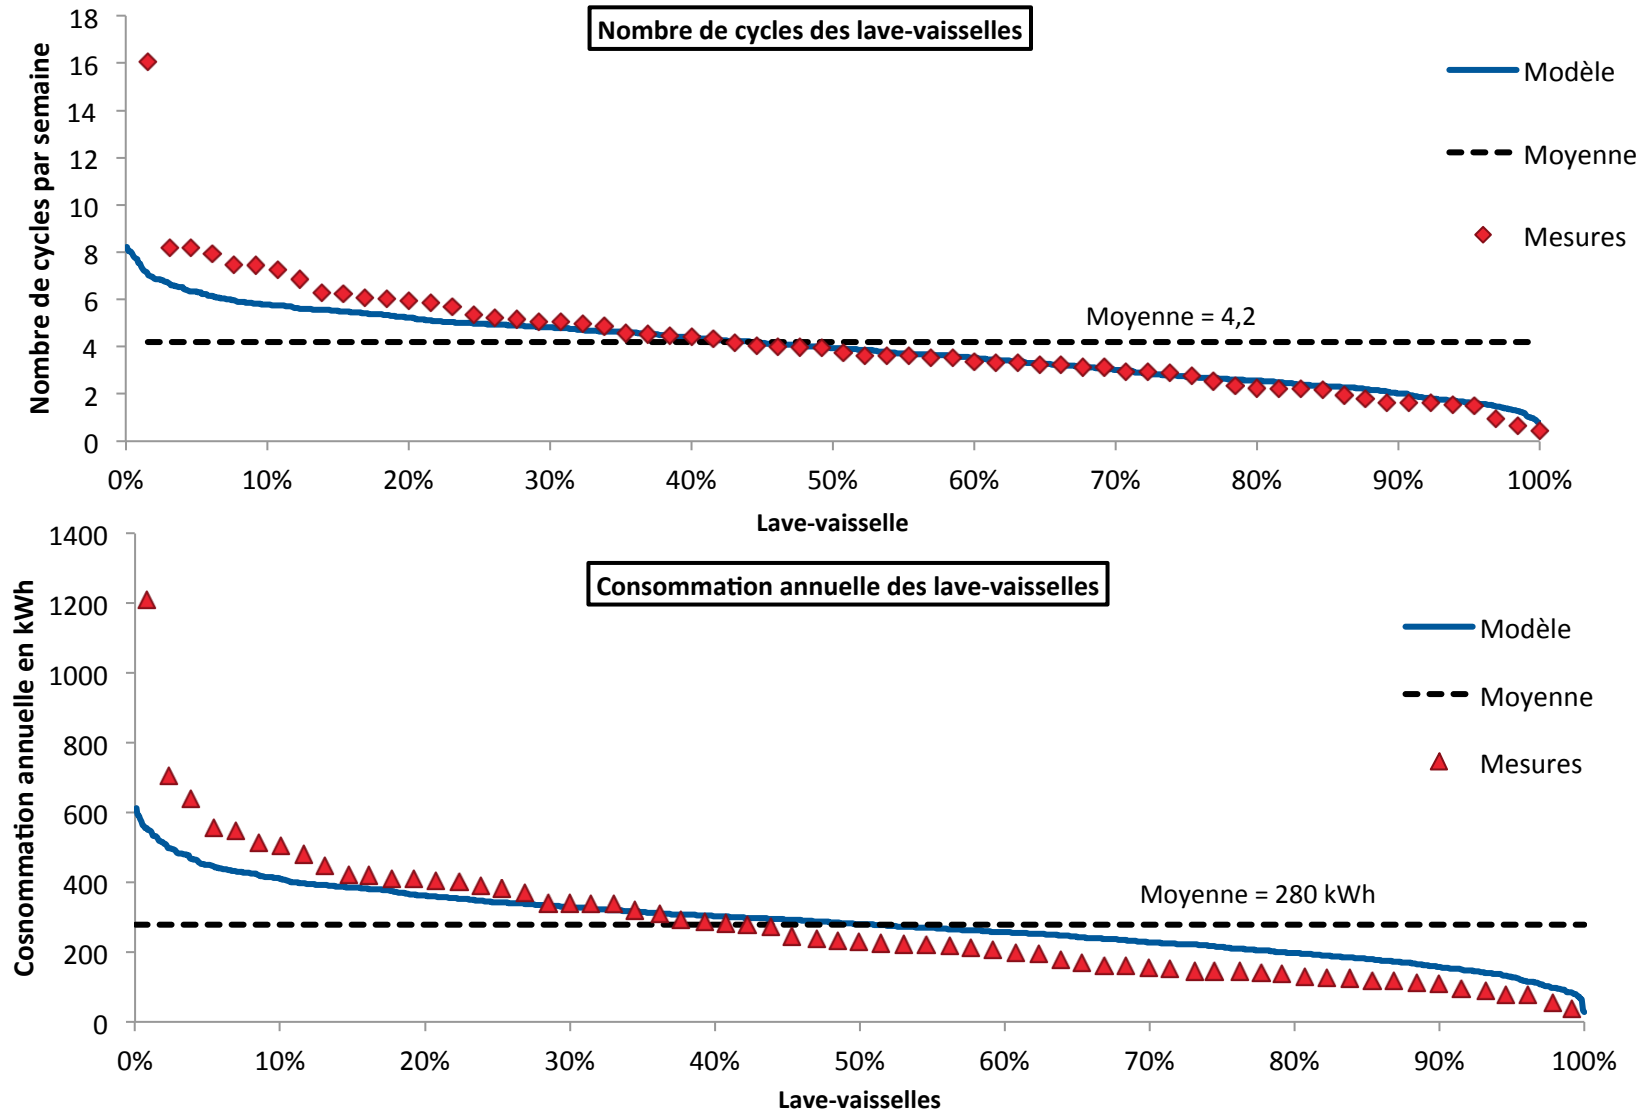 Nombre de cycles des lave-vaisselles
Nombre de cycles par semaine
18
16
14
12
10
8
6
4
2
0
Modèle
Moyenne
Mesures
Moyenne = 4,2
0% 10% 20% 30% 40% 50% 60% 70% 80% 90% 100%
Lave-vaisselle
Consommation annuelle des lave-vaisselles
Cosnommation annuelle en kWh
1400
1200
1000
800
600
400
200
0
Modèle
Moyenne
Mesures
Moyenne = 280 kWh
0% 10% 20% 30% 40% 50% 60% 70% 80% 90% 100%
Lave-vaisselles